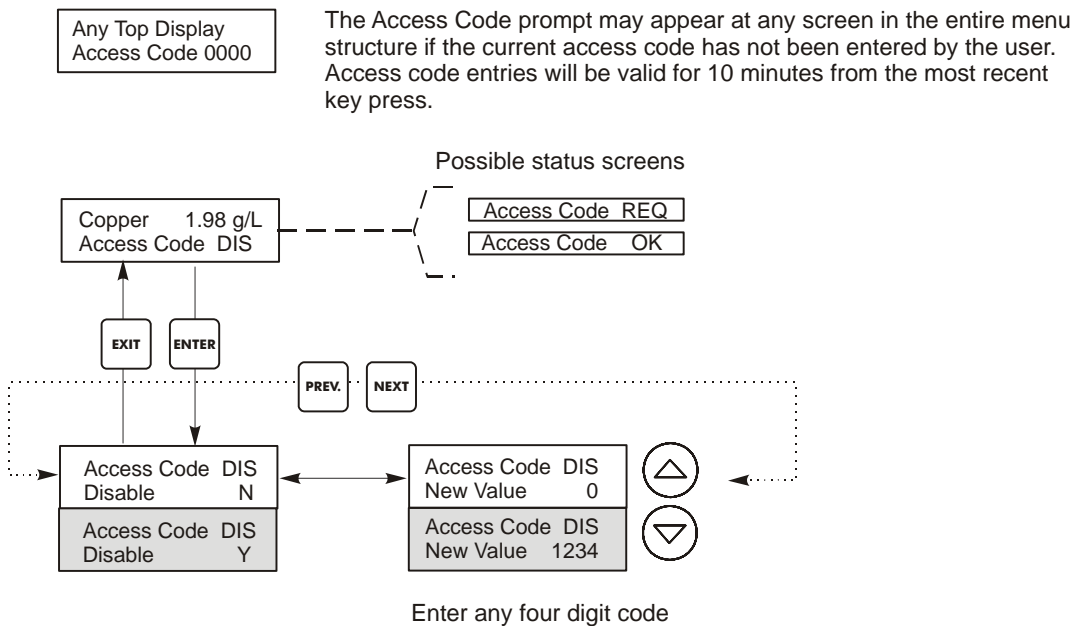 Any Top Display
Access Code 0000
The Access Code prompt may appear at any screen in the entire menu
structure if the current access code has not been entered by the user.
Access code entries will be valid for 10 minutes from the most recent
key press.
Possible status screens
Copper 1.98 g/L
Access Code DIS
Access Code REQ
Access Code OK
EXIT
ENTER
PREV.
NEXT
Access Code DIS
Disable N
Access Code DIS
Disable Y
Access Code DIS
New Value 0
Access Code DIS
New Value 1234
Enter any four digit code